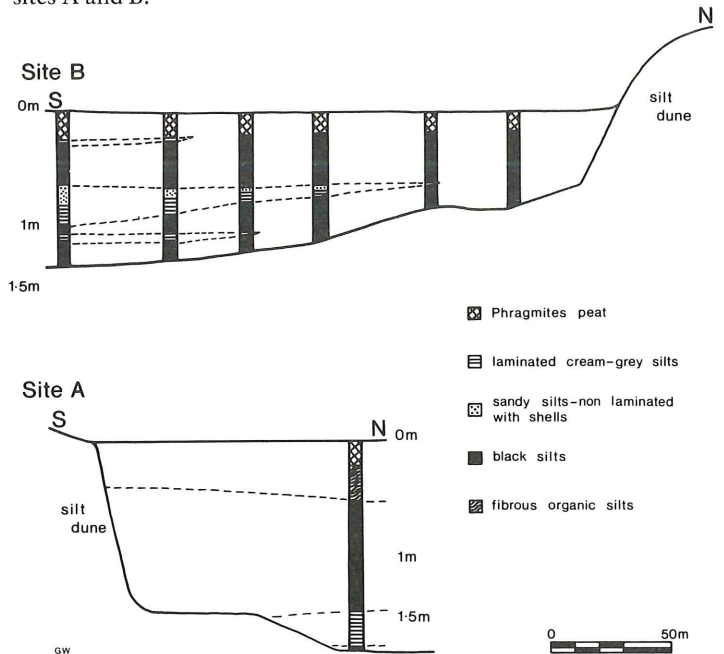 sites A and B.
N
Site B
S
0m
silt
dune
1m
1·5m
Phragmites peat
laminated cream-grey silts
sandy silts-non laminated
with shells
black silts
fibrous organic silts
Site A
S
N
0m
silt
dune
1m
1·5m
0
50m
GW